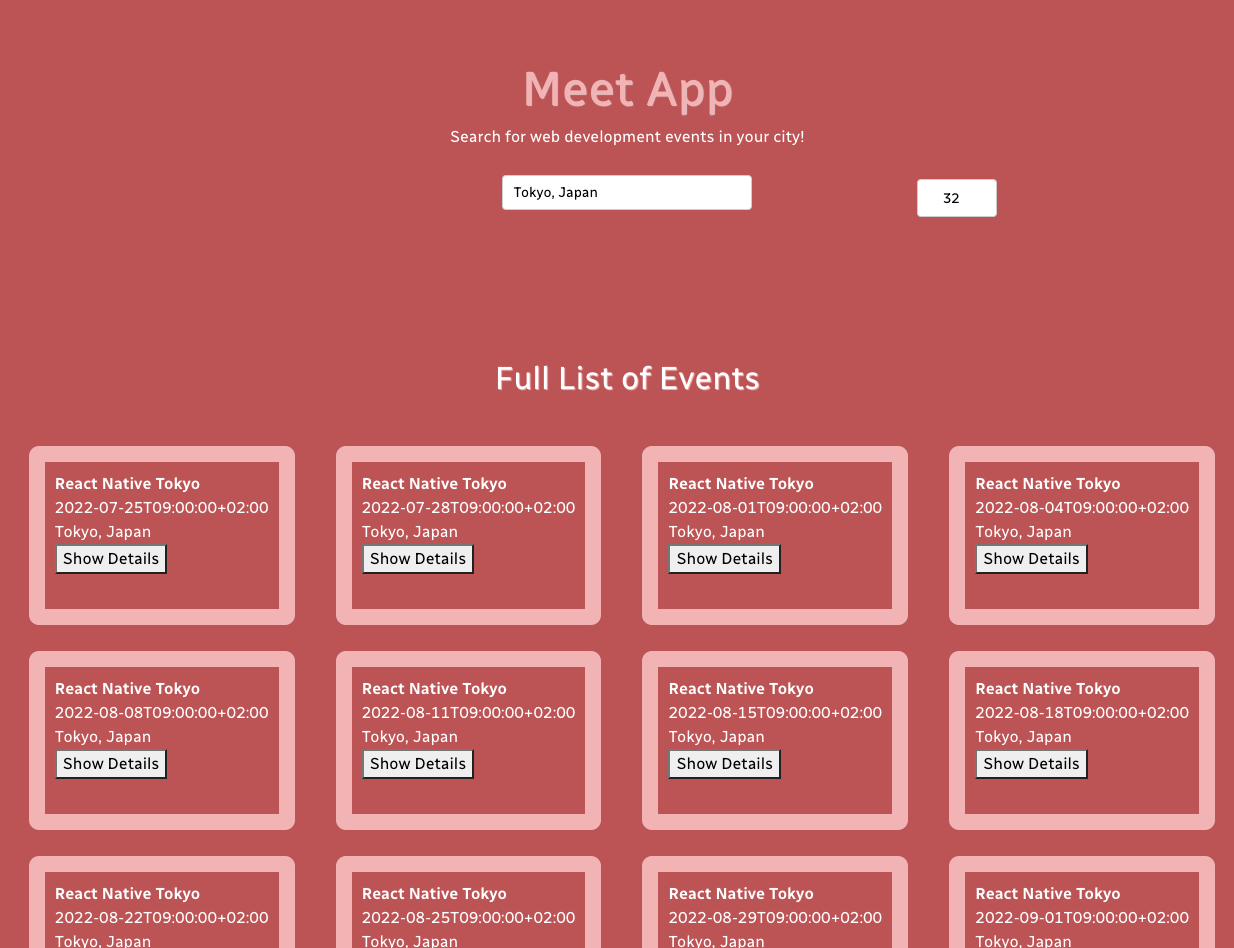 Meet App
Search for web development events in your city!
Tokyo, Japan
32
Full List of Events
React Native Tokyo
2022-07-25T09:00:00+02:00
Tokyo, Japan
Show Details
React Native Tokyo
2022-07-28T09:00:00+02:00
Tokyo, Japan
Show Details
React Native Tokyo
2022-08-01T09:00:00+02:00
Tokyo, Japan
Show Details
React Native Tokyo
2022-08-04T09:00:00+02:00
Tokyo, Japan
Show Details
React Native Tokyo
2022-08-08T09:00:00+02:00
Tokyo, Japan
Show Details
React Native Tokyo
2022-08-11T09:00:00+02:00
Tokyo, Japan
Show Details
React Native Tokyo
2022-08-15T09:00:00+02:00
Tokyo, Japan
Show Details
React Native Tokyo
2022-08-18T09:00:00+02:00
Tokyo, Japan
Show Details
React Native Tokyo
2022-08-22T09:00:00+02:00
Tokyo, Japan
React Native Tokyo
2022-08-25T09:00:00+02:00
Tokyo, Japan
React Native Tokyo
2022-08-29T09:00:00+02:00
Tokyo, Japan
React Native Tokyo
2022-09-01T09:00:00+02:00
Tokyo, Japan